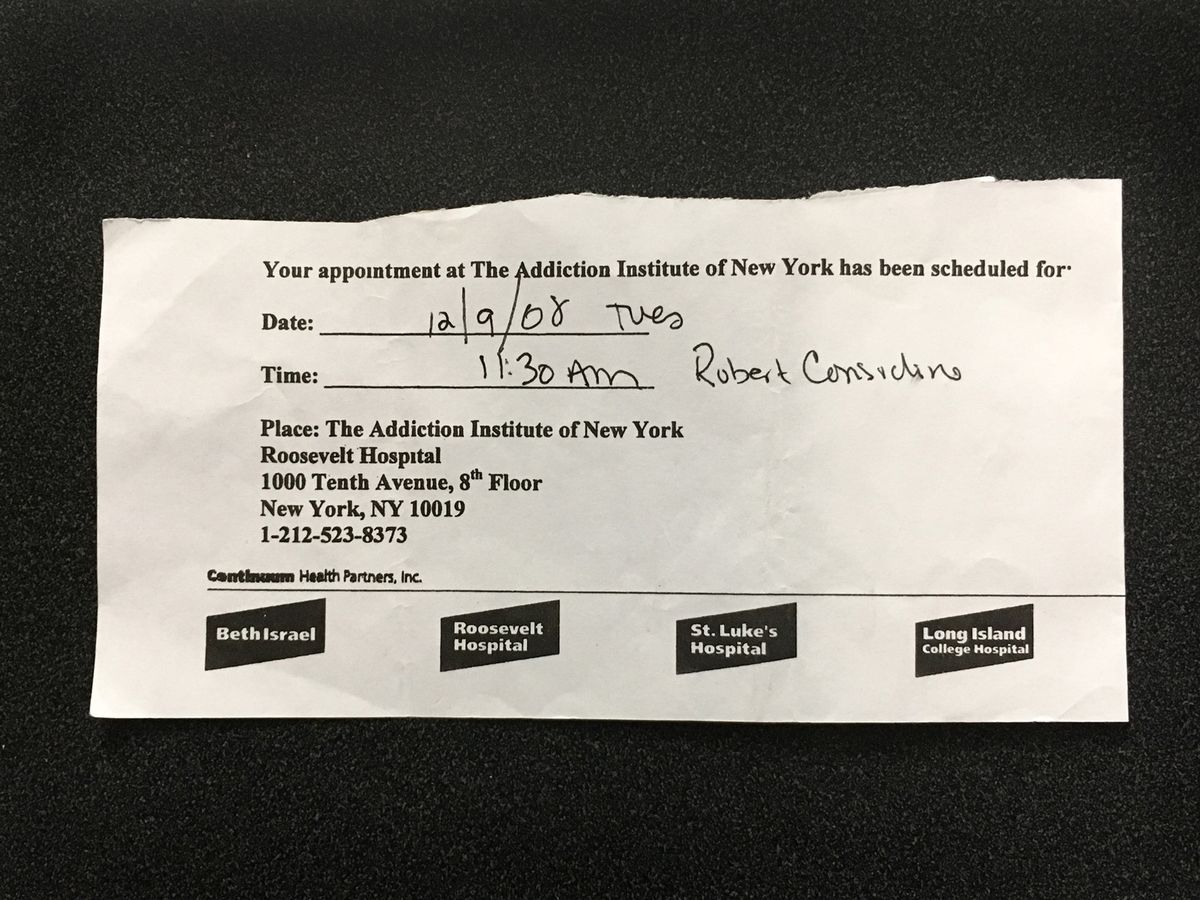 Your appointment at The Addiction Institute of New York has been scheduled for:
Date: 12/9/08 Tues
Time: 11:30 AM Robert Considine
Place: The Addiction Institute of New York
Roosevelt Hospital
1000 Tenth Avenue, 8th Floor
New York, NY 10019
1-212-523-8373
Continuum Health Partners, Inc.
Beth Israel
Roosevelt Hospital
St. Luke's Hospital
Long Island College Hospital